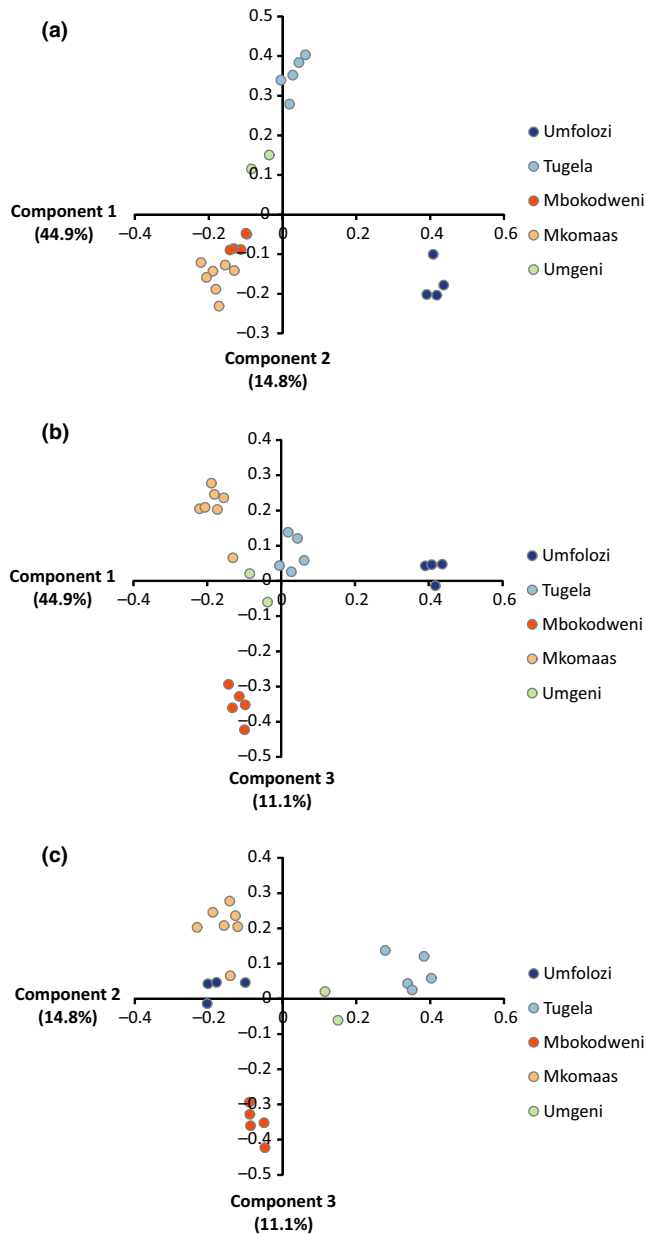 (a)
0.5
0.4
0.3
0.2
0.1
0
−0.1
−0.2
−0.3
−0.4 −0.2 0 0.2 0.4 0.6
Component 1
(44.9%)
Component 2
(14.8%)
Umfolozi
Tugela
Mbokodweni
Mkomaas
Umgeni
(b)
0.4
0.3
0.2
0.1
0
−0.1
−0.2
−0.3
−0.4
−0.5
−0.4 −0.2 0 0.2 0.4 0.6
Component 1
(44.9%)
Component 3
(11.1%)
Umfolozi
Tugela
Mbokodweni
Mkomaas
Umgeni
(c)
0.4
0.3
0.2
0.1
0
−0.1
−0.2
−0.3
−0.4
−0.5
−0.4 −0.2 0 0.2 0.4 0.6
Component 2
(14.8%)
Component 3
(11.1%)
Umfolozi
Tugela
Mbokodweni
Mkomaas
Umgeni